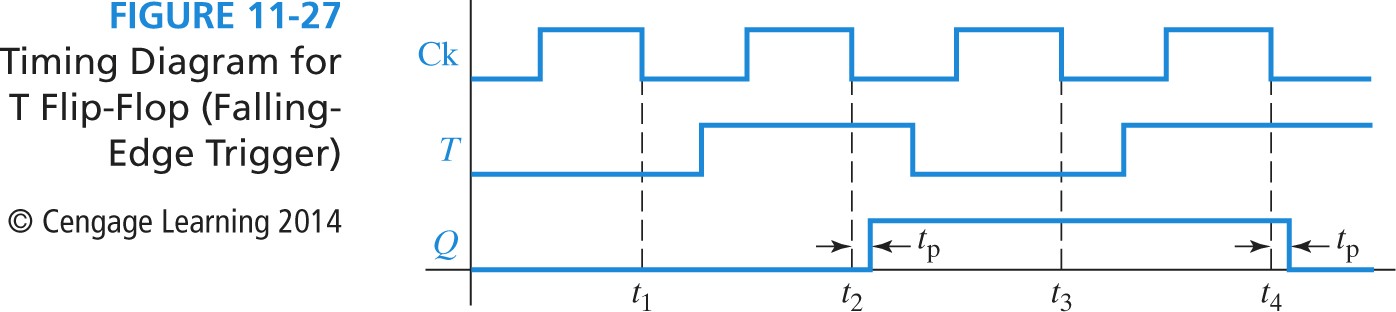 FIGURE 11-27
Timing Diagram for
T Flip-Flop (Falling-
Edge Trigger)
© Cengage Learning 2014
Ck
T
Q
tp
tp
t1
t2
t3
t4